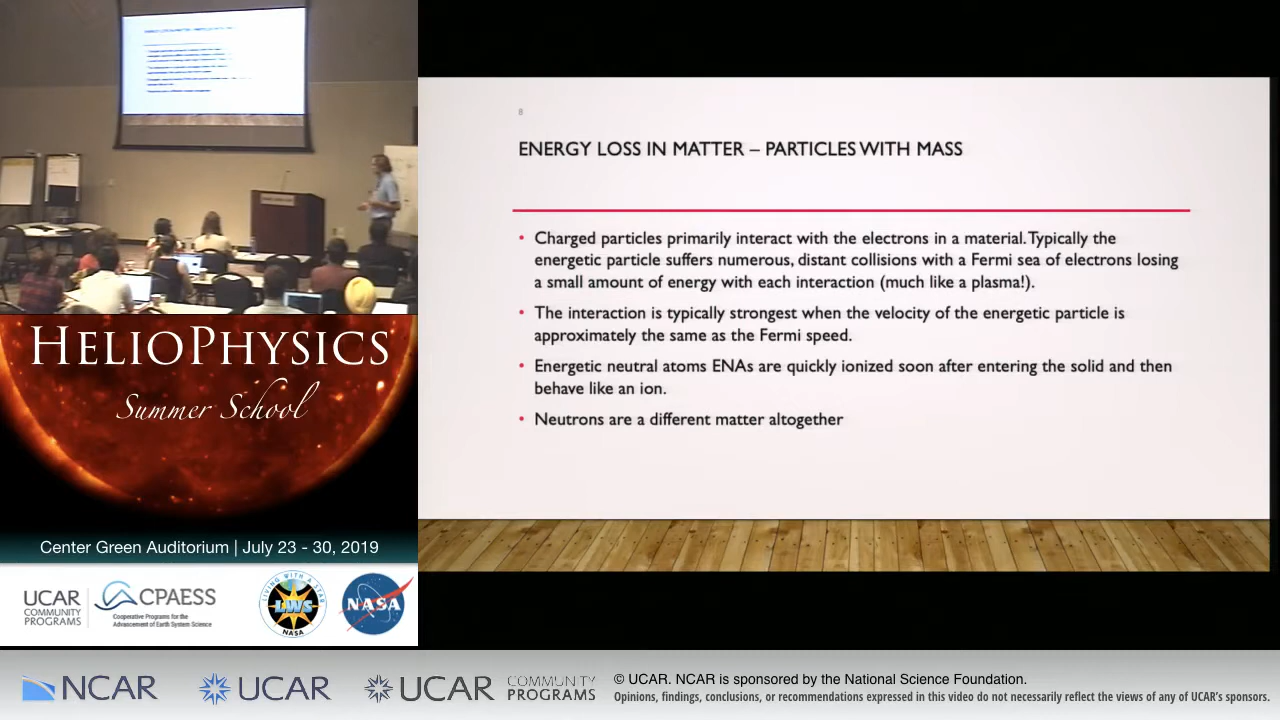 8
ENERGY LOSS IN MATTER – PARTICLES WITH MASS
• Charged particles primarily interact with the electrons in a material. Typically the
energetic particle suffers numerous, distant collisions with a Fermi sea of electrons losing
a small amount of energy with each interaction (much like a plasma!).
• The interaction is typically strongest when the velocity of the energetic particle is
approximately the same as the Fermi speed.
• Energetic neutral atoms ENAs are quickly ionized soon after entering the solid and then
behave like an ion.
• Neutrons are a different matter altogether
HELIOPHYSICS
Summer School
Center Green Auditorium | July 23 - 30, 2019
UCAR
COMMUNITY
PROGRAMS
CPAESS
Cooperative Programs for the
Advancement of Earth System Science
LIVING WITH A STAR
LWS
NASA
NASA
NCAR
UCAR
UCAR
COMMUNITY
PROGRAMS
© UCAR. NCAR is sponsored by the National Science Foundation.
Opinions, findings, conclusions, or recommendations expressed in this video do not necessarily reflect the views of any of UCAR's sponsors.